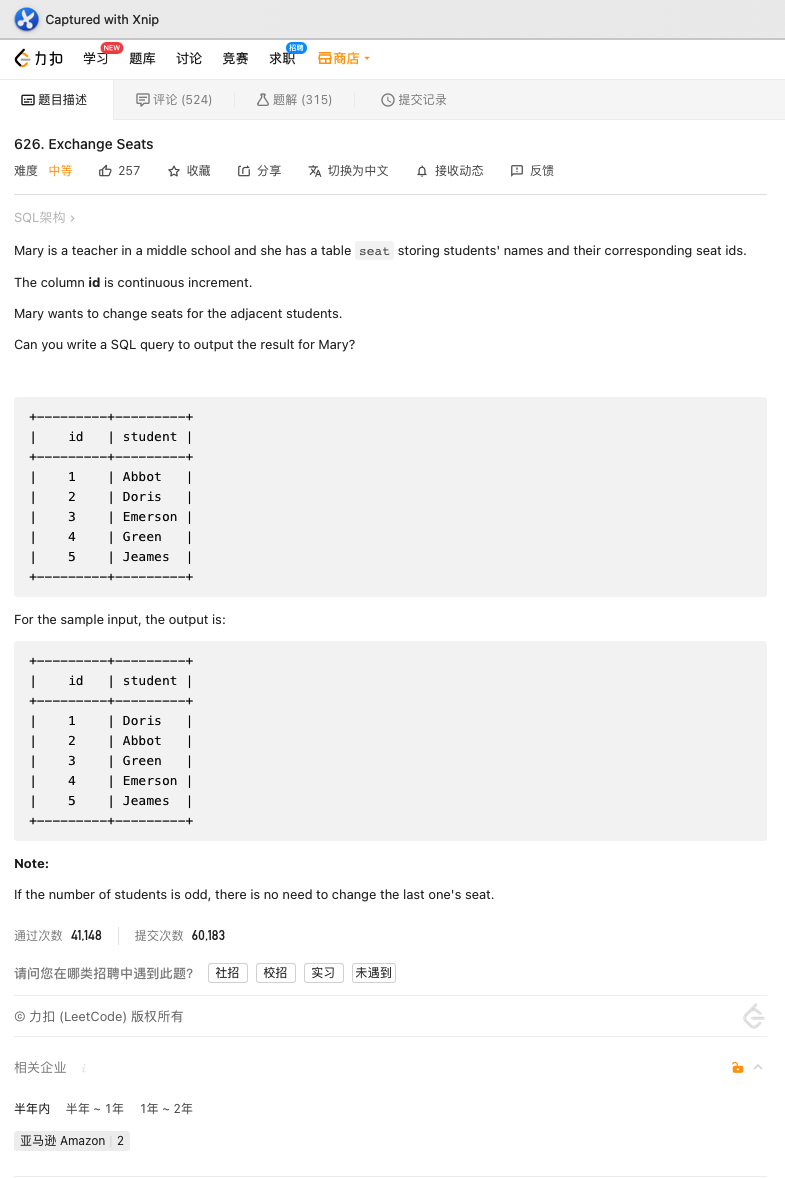 Captured with Xnip
力扣 学习 NEW 题库 讨论 竞赛 求职 招聘 商店
题目描述 评论 (524) 题解 (315) 提交记录
626. Exchange Seats
难度 中等 257 收藏 分享 切换为中文 接收动态 反馈
SQL架构 ›
Mary is a teacher in a middle school and she has a table seat storing students' names and their corresponding seat ids.
The column id is continuous increment.
Mary wants to change seats for the adjacent students.
Can you write a SQL query to output the result for Mary?
+---------+---------+
|    id   | student |
+---------+---------+
|    1    | Abbot   |
|    2    | Doris   |
|    3    | Emerson |
|    4    | Green   |
|    5    | Jeames  |
+---------+---------+
For the sample input, the output is:
+---------+---------+
|    id   | student |
+---------+---------+
|    1    | Doris   |
|    2    | Abbot   |
|    3    | Green   |
|    4    | Emerson |
|    5    | Jeames  |
+---------+---------+
Note:
If the number of students is odd, there is no need to change the last one's seat.
通过次数 41,148 提交次数 60,183
请问您在哪类招聘中遇到此题? 社招 校招 实习 未遇到
© 力扣 (LeetCode) 版权所有
相关企业 i
半年内 半年 ~ 1年 1年 ~ 2年
亚马逊 Amazon | 2